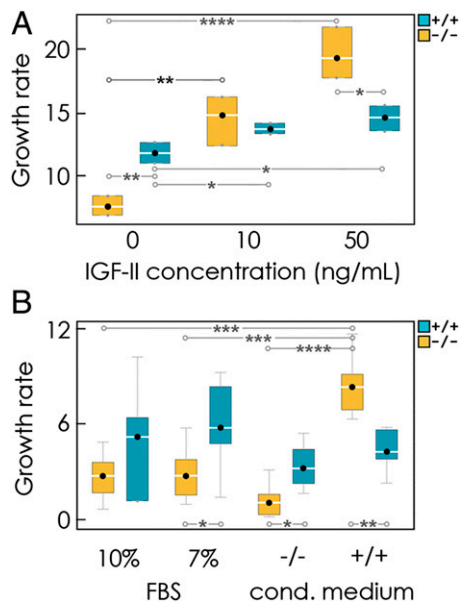 A
+/+
-/-
****
**
*
**
*
*
20
15
10
Growth rate
0 10 50
IGF-II concentration (ng/mL)
B
+/+
-/-
***
***
****
12
6
0
Growth rate
* * **
10% 7% -/- +/+
FBS cond. medium